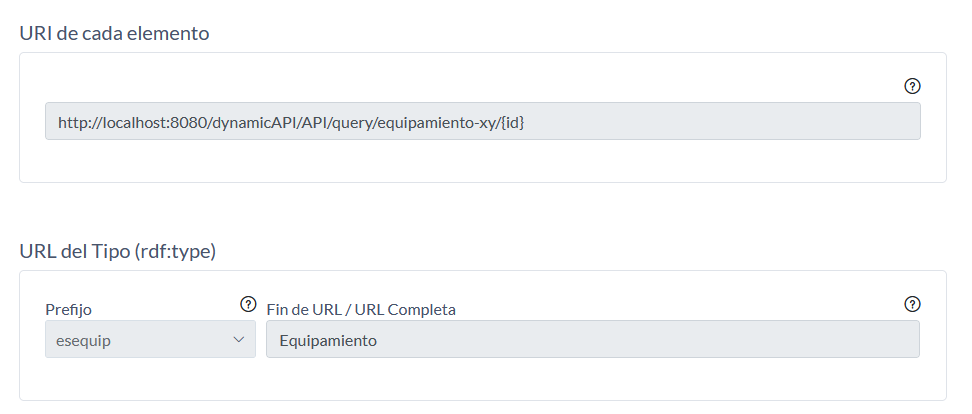 URI de cada elemento
http://localhost:8080/dynamicAPI/API/query/equipamiento-xy/{id}
URL del Tipo (rdf:type)
Prefijo
Fin de URL / URL Completa
esequip
Equipamiento